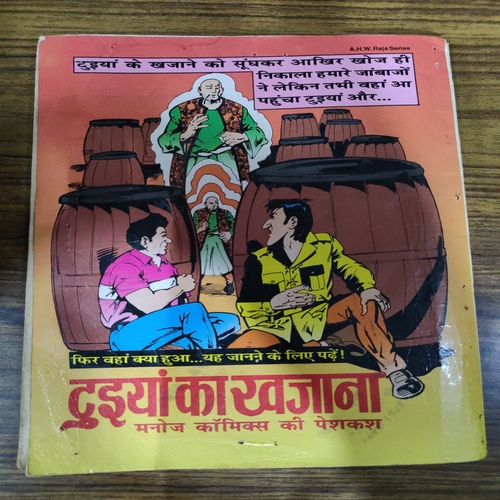 A.H.W. Raja Series
टुइयां के खजाने को सूंघकर आखिर खोज ही
निकाला हमारे जांबाजों
ने लेकिन तभी वहां आ
पहुंचा टुइयां और...
फिर वहां क्या हुआ...यह जानने के लिए पढ़ें!
टुइयां का खजाना
मनोज कॉमिक्स की पेशकश